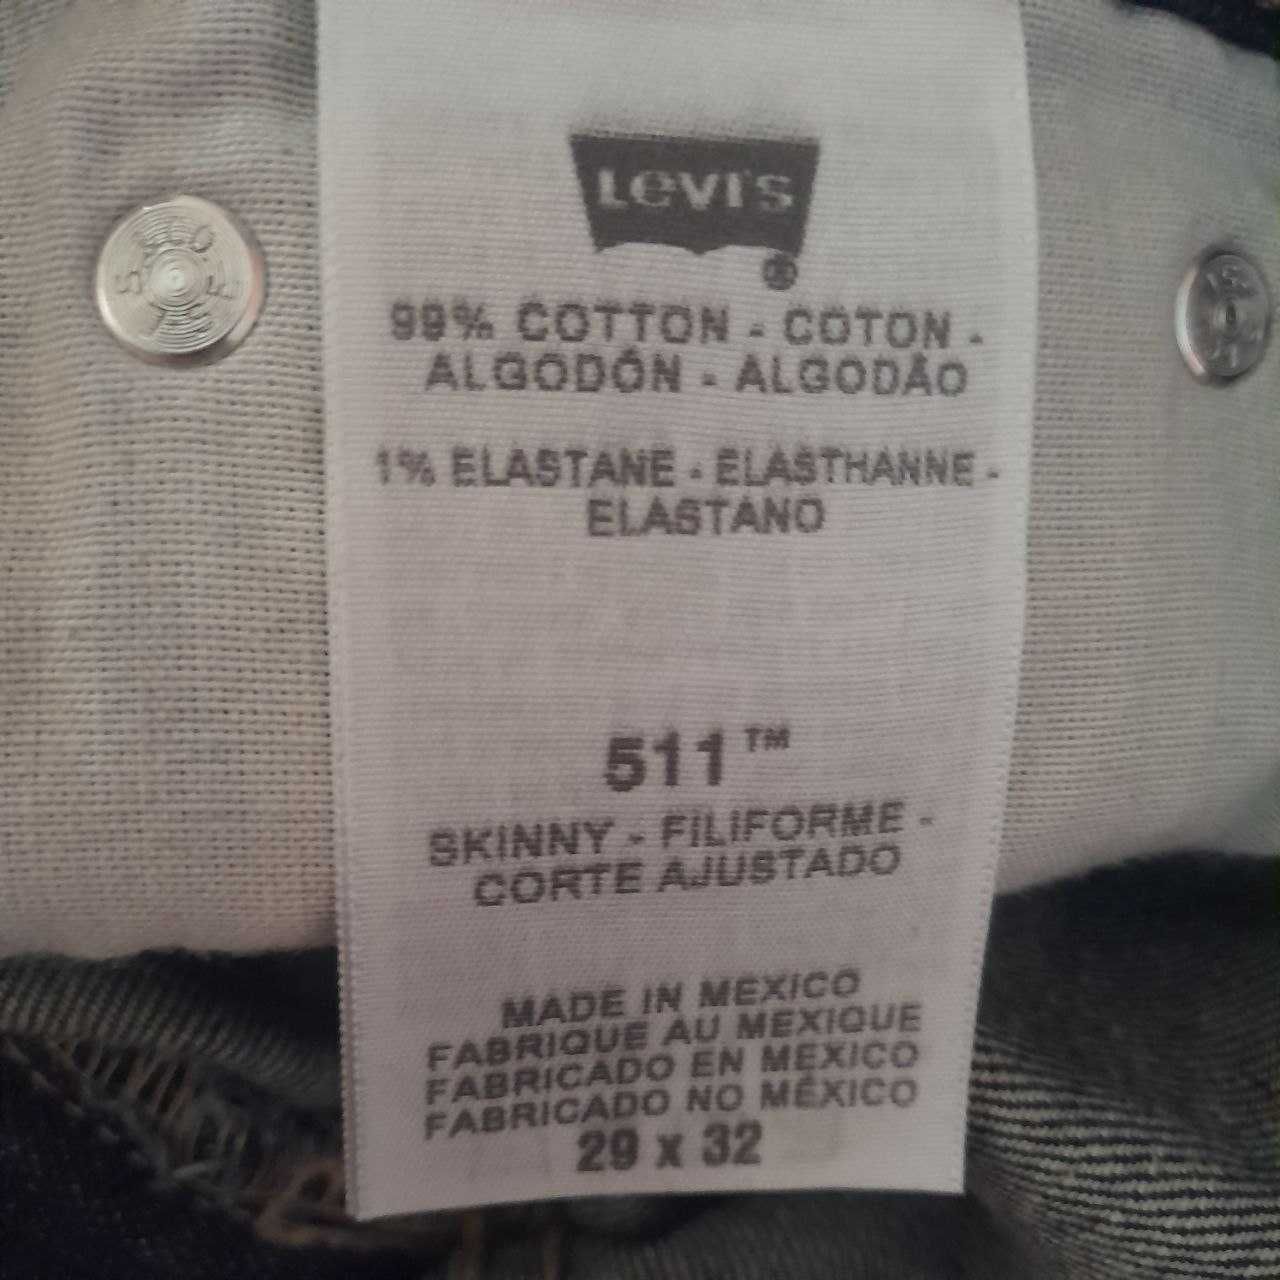 Levi's
®
99% COTTON - COTON -
ALGODÓN - ALGODÃO
1% ELASTANE - ELASTHANNE -
ELASTANO
511™
SKINNY - FILIFORME -
CORTE AJUSTADO
MADE IN MEXICO
FABRIQUE AU MEXIQUE
FABRICADO EN MEXICO
FABRICADO NO MÉXICO
29 x 32